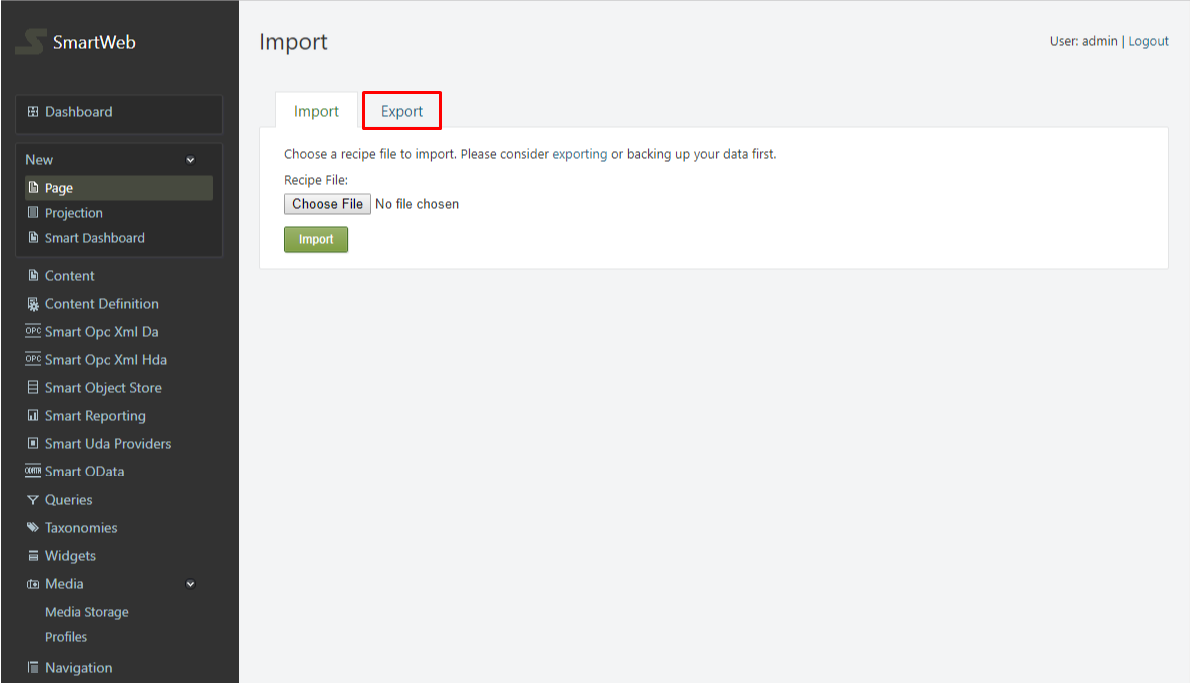 SmartWeb
Dashboard
New
Page
Projection
Smart Dashboard
Content
Content Definition
OPC Smart Opc Xml Da
OPC Smart Opc Xml Hda
Smart Object Store
Smart Reporting
Smart Uda Providers
ODATA Smart OData
Queries
Taxonomies
Widgets
Media
Media Storage
Profiles
Navigation
Import
User: admin | Logout
Import Export
Choose a recipe file to import. Please consider exporting or backing up your data first.
Recipe File:
Choose File No file chosen
Import